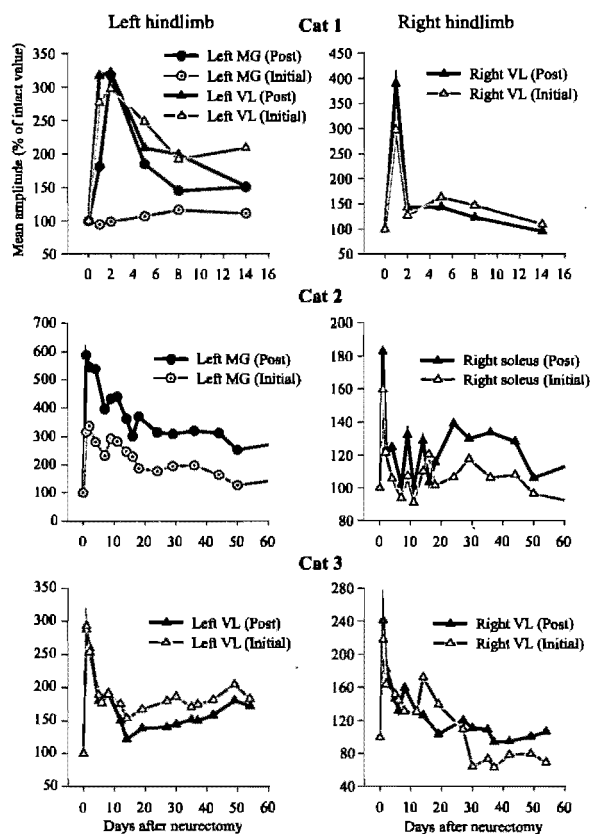 Left hindlimb
Cat 1
Right hindlimb
Mean amplitude (% of intact value)
350
300
250
200
150
100
50
0 2 4 6 8 10 12 14 16
Left MG (Post)
Left MG (Initial)
Left VL (Post)
Left VL (Initial)
450
400
350
300
250
200
150
100
50
0 2 4 6 8 10 12 14 16
Right VL (Post)
Right VL (Initial)
Cat 2
700
600
500
400
300
200
100
0
0 10 20 30 40 50 60
Left MG (Post)
Left MG (Initial)
200
180
160
140
120
100
80
0 10 20 30 40 50 60
Right soleus (Post)
Right soleus (Initial)
Cat 3
350
300
250
200
150
100
50
0 10 20 30 40 50 60
Left VL (Post)
Left VL (Initial)
Days after neurectomy
280
240
200
160
120
80
40
0 10 20 30 40 50 60
Right VL (Post)
Right VL (Initial)
Days after neurectomy